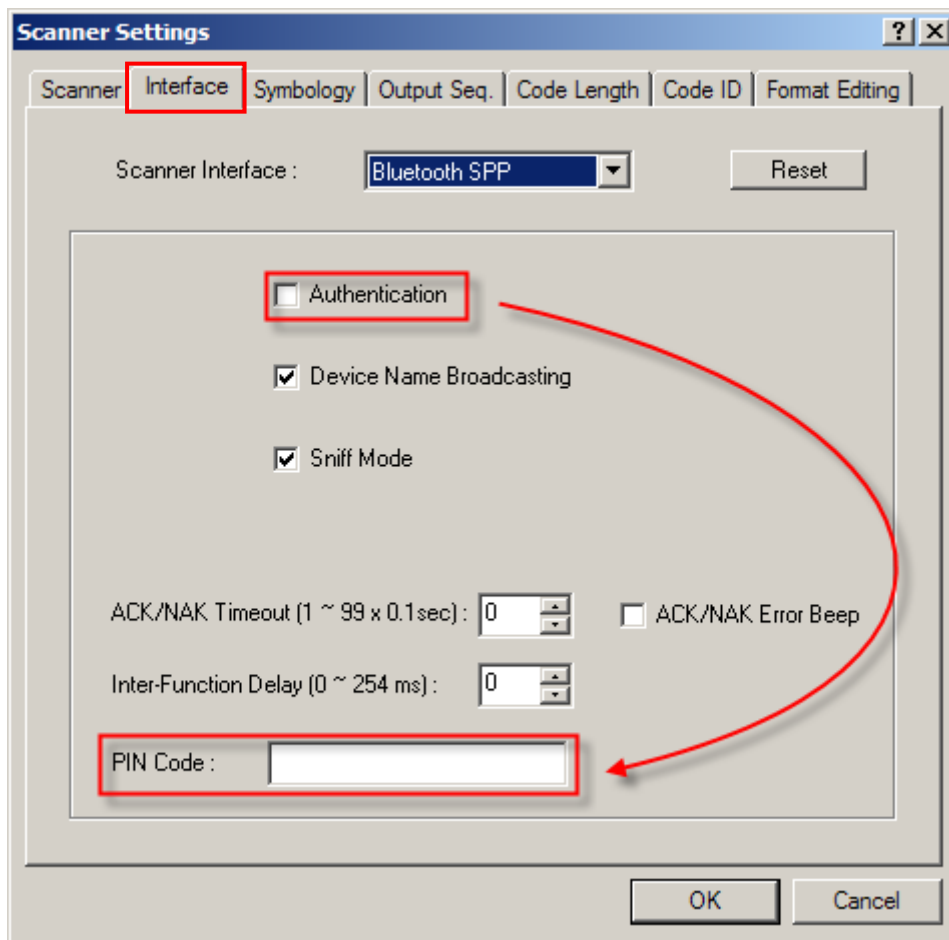 Scanner Settings
Scanner Interface Symbology Output Seq. Code Length Code ID Format Editing
Scanner Interface : Bluetooth SPP Reset
Authentication
Device Name Broadcasting
Sniff Mode
ACK/NAK Timeout (1 ~ 99 x 0.1sec) : 0 ACK/NAK Error Beep
Inter-Function Delay (0 ~ 254 ms) : 0
PIN Code :
OK Cancel